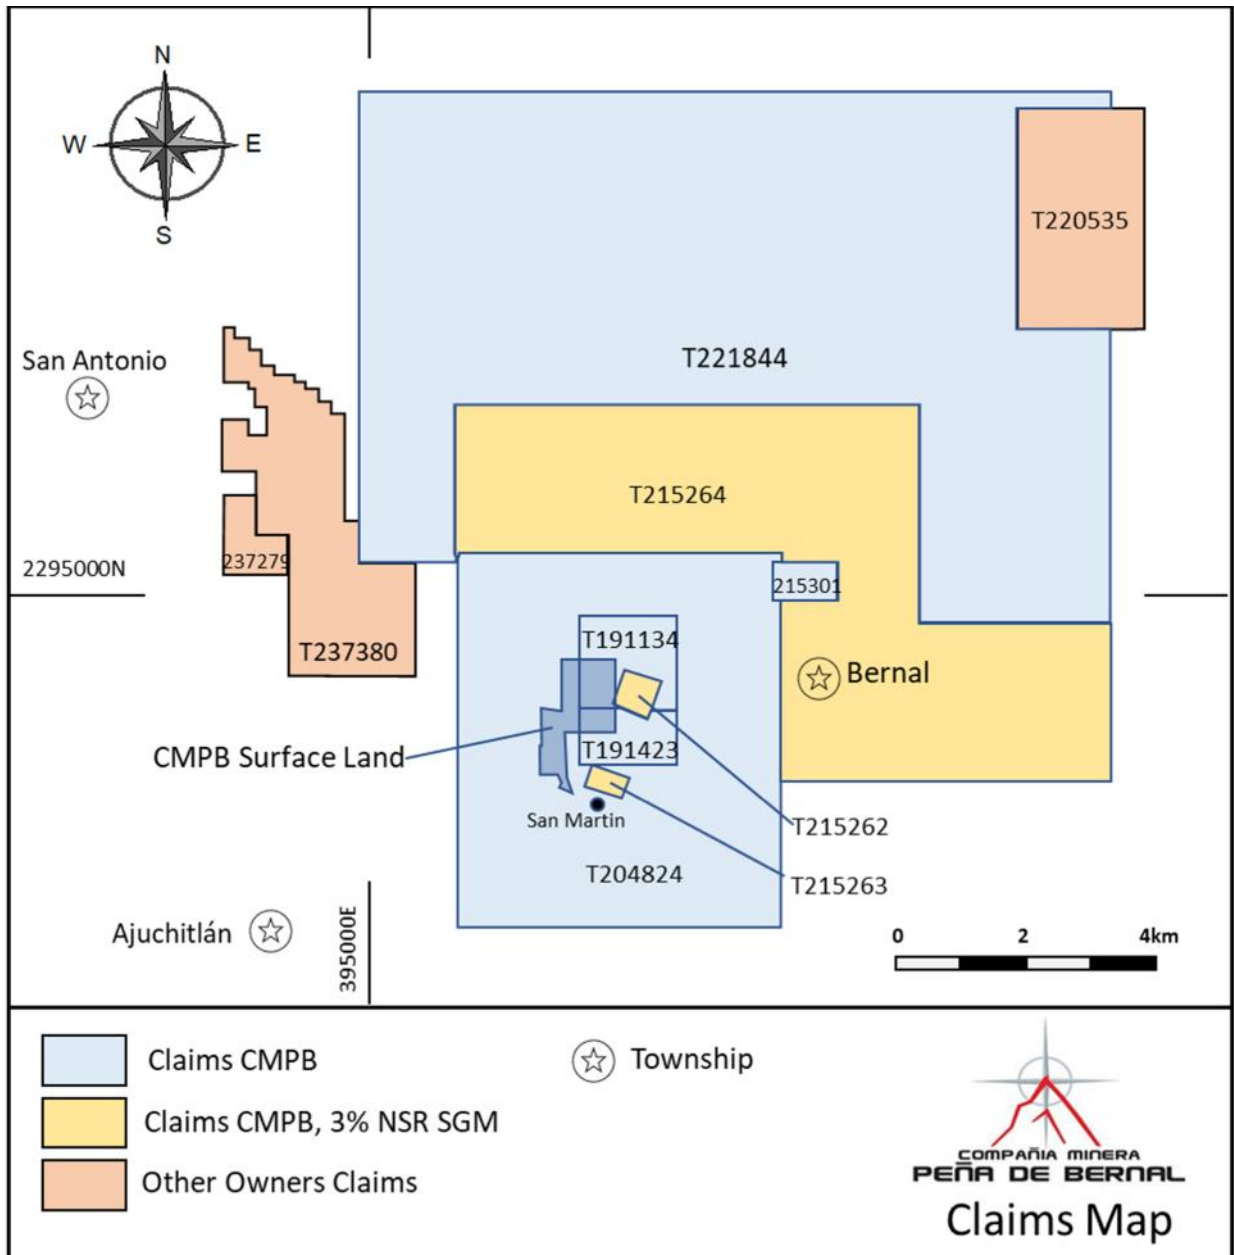 N
W
E
S
T220535
San Antonio
T221844
T215264
2295000N
237279
215301
T237380
T191134
Bernal
CMPB Surface Land
T191423
San Martin
T215262
T204824
T215263
Ajuchitlán
395000E
0 2 4km
Claims CMPB
Township
Claims CMPB, 3% NSR SGM
Other Owners Claims
COMPAÑIA MINERA
PEÑA DE BERNAL
Claims Map